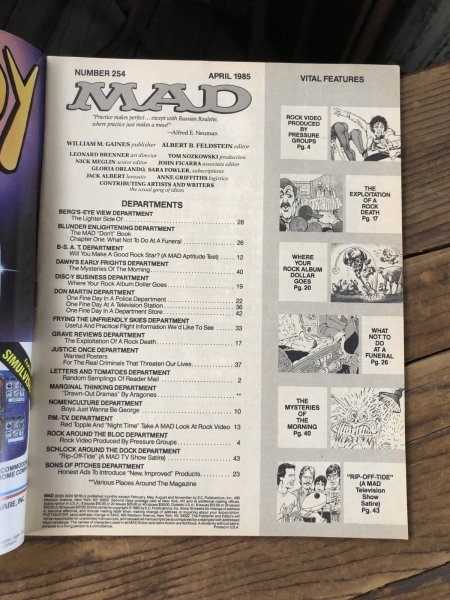 NUMBER 254
APRIL 1985
MAD
"Practice makes perfect... except with Russian Roulette,
where practice just makes a mess!"
—Alfred E. Neuman
WILLIAM M. GAINES publisher ALBERT B. FELDSTEIN editor
LEONARD BRENNER art director TOM NOZKOWSKI production
NICK MEGLIN senior editor JOHN FICARRA associate editor
GLORIA ORLANDO, SARA FOWLER, subscriptions
JACK ALBERT lawsuits ANNE GRIFFITHS logistics
CONTRIBUTING ARTISTS AND WRITERS
the usual gang of idiots
DEPARTMENTS
BERG'S-EYE VIEW DEPARTMENT
The Lighter Side Of 28
BLUNDER ENLIGHTENING DEPARTMENT
The MAD "Don't" Book
Chapter One: What Not To Do At A Funeral 26
B-S. A. T. DEPARTMENT
Will You Make A Good Rock Star? (A MAD Aptitude Test) 12
DAWN'S EARLY FRIGHTS DEPARTMENT
The Mysteries Of The Morning 40
DISC-Y BUSINESS DEPARTMENT
Where Your Rock Album Dollar Goes 19
DON MARTIN DEPARTMENT
One Fine Day In A Police Department 22
One Fine Day At A Television Station 36
One Fine Day In A Department Store 42
FRYING THE UNFRIENDLY SKIES DEPARTMENT
Useful And Practical Flight Information We'd Like To See 33
GRAVE REVIEWS DEPARTMENT
The Exploitation Of A Rock Death 17
JUSTICE ONCE DEPARTMENT
Wanted Posters
For The Real Criminals That Threaten Our Lives 37
LETTERS AND TOMATOES DEPARTMENT
Random Samplings Of Reader Mail 2
MARGINAL THINKING DEPARTMENT
"Drawn-Out Dramas" By Aragones **
NOMENCULTURE DEPARTMENT
Boys Just Wanna Be George 10
P.M.-T.V. DEPARTMENT
Red Topple And "Night Time" Take A MAD Look At Rock Video 13
ROCK AROUND THE BLOC DEPARTMENT
Rock Video Produced By Pressure Groups 4
SCHLOCK AROUND THE DOCK DEPARTMENT
"Rip-Off-Tide" (A MAD TV Show Satire) 43
SONS OF PITCHES DEPARTMENT
Honest Ads To Introduce "New, Improved" Products 23
**Various Places Around The Magazine
Printed in U.S.A.
VITAL FEATURES
ROCK VIDEO
PRODUCED
BY
PRESSURE
GROUPS
Pg. 4
THE
EXPLOITATION
OF A
ROCK
DEATH
Pg. 17
WHERE
YOUR
ROCK ALBUM
DOLLAR
GOES
Pg. 20
WHAT
NOT TO
DO
AT A
FUNERAL
Pg. 26
THE
MYSTERIES
OF THE
MORNING
Pg. 40
"RIP-OFF-TIDE"
(A MAD
Television
Show
Satire)
Pg. 43